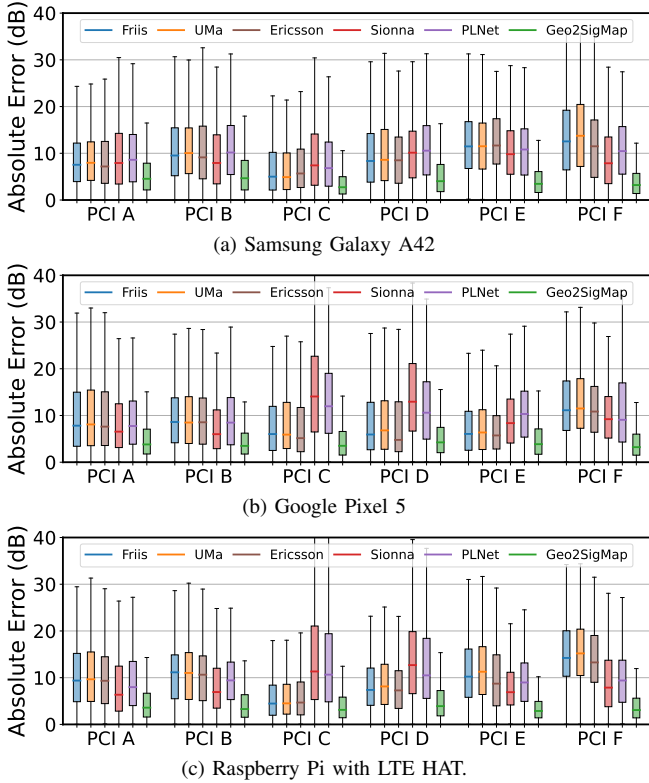 Absolute Error (dB)
40
30
20
10
0
Friis UMa Ericsson Sionna PLNet Geo2SigMap
PCI A PCI B PCI C PCI D PCI E PCI F
(a) Samsung Galaxy A42
Absolute Error (dB)
40
30
20
10
0
Friis UMa Ericsson Sionna PLNet Geo2SigMap
PCI A PCI B PCI C PCI D PCI E PCI F
(b) Google Pixel 5
Absolute Error (dB)
40
30
20
10
0
Friis UMa Ericsson Sionna PLNet Geo2SigMap
PCI A PCI B PCI C PCI D PCI E PCI F
(c) Raspberry Pi with LTE HAT.